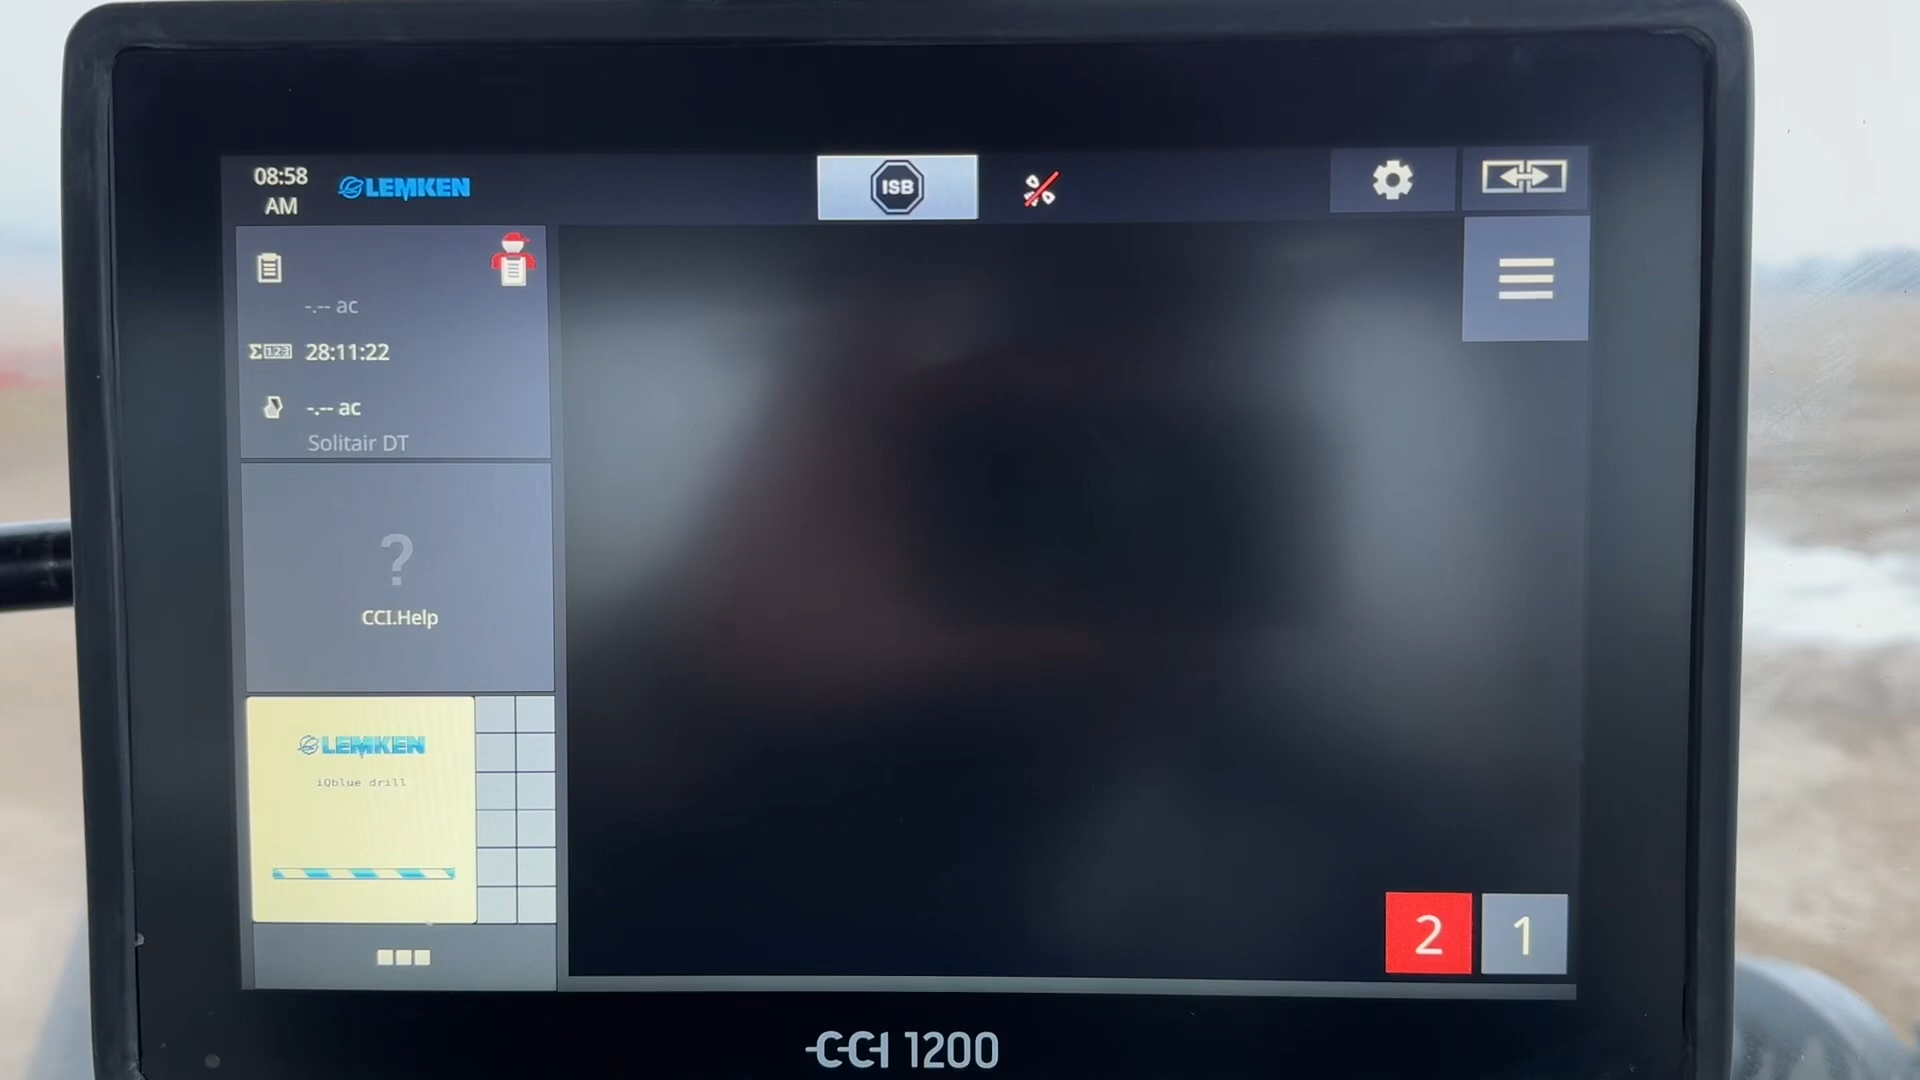 08:58
AM
LEMKEN
ISB
-.-- ac
Σ 123 28:11:22
-.-- ac
Solitair DT
?
CCI.Help
LEMKEN
iQblue drill
2 1
CCI 1200